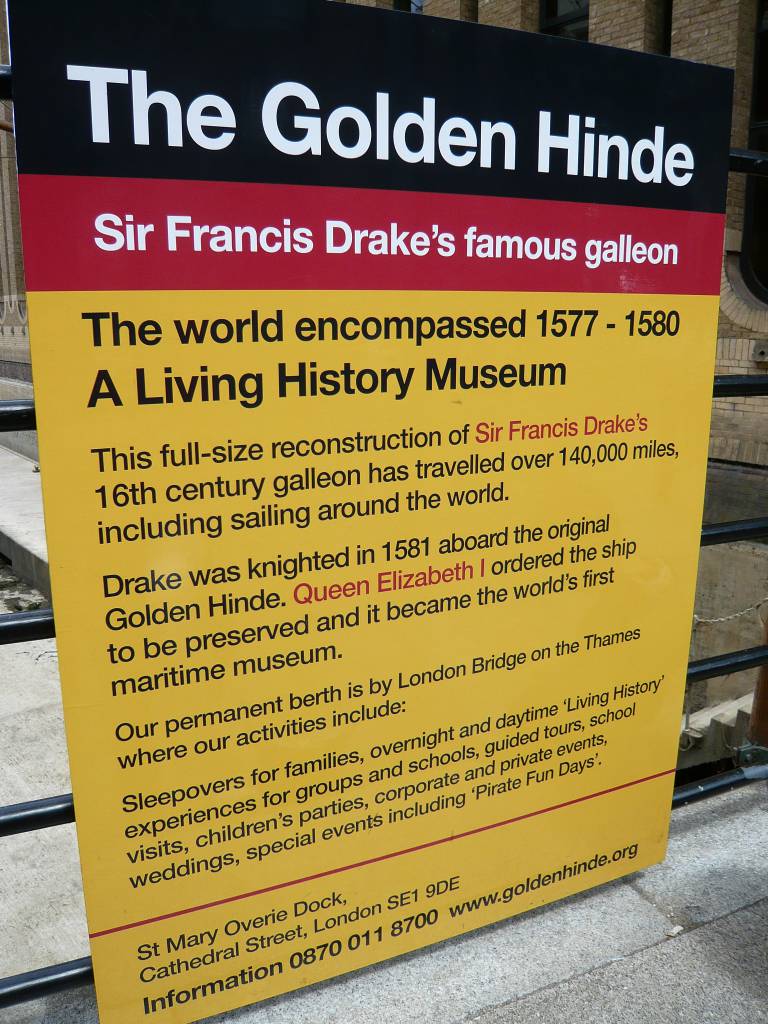 The Golden Hinde
Sir Francis Drake's famous galleon
The world encompassed 1577 - 1580
A Living History Museum
This full-size reconstruction of Sir Francis Drake's
16th century galleon has travelled over 140,000 miles,
including sailing around the world.
Drake was knighted in 1581 aboard the original
Golden Hinde. Queen Elizabeth I ordered the ship
to be preserved and it became the world's first
maritime museum.
Our permanent berth is by London Bridge on the Thames
where our activities include:
Sleepovers for families, overnight and daytime 'Living History'
experiences for groups and schools, guided tours, school
visits, children's parties, corporate and private events,
weddings, special events including 'Pirate Fun Days'.
St Mary Overie Dock,
Cathedral Street, London SE1 9DE
Information 0870 011 8700 www.goldenhinde.org